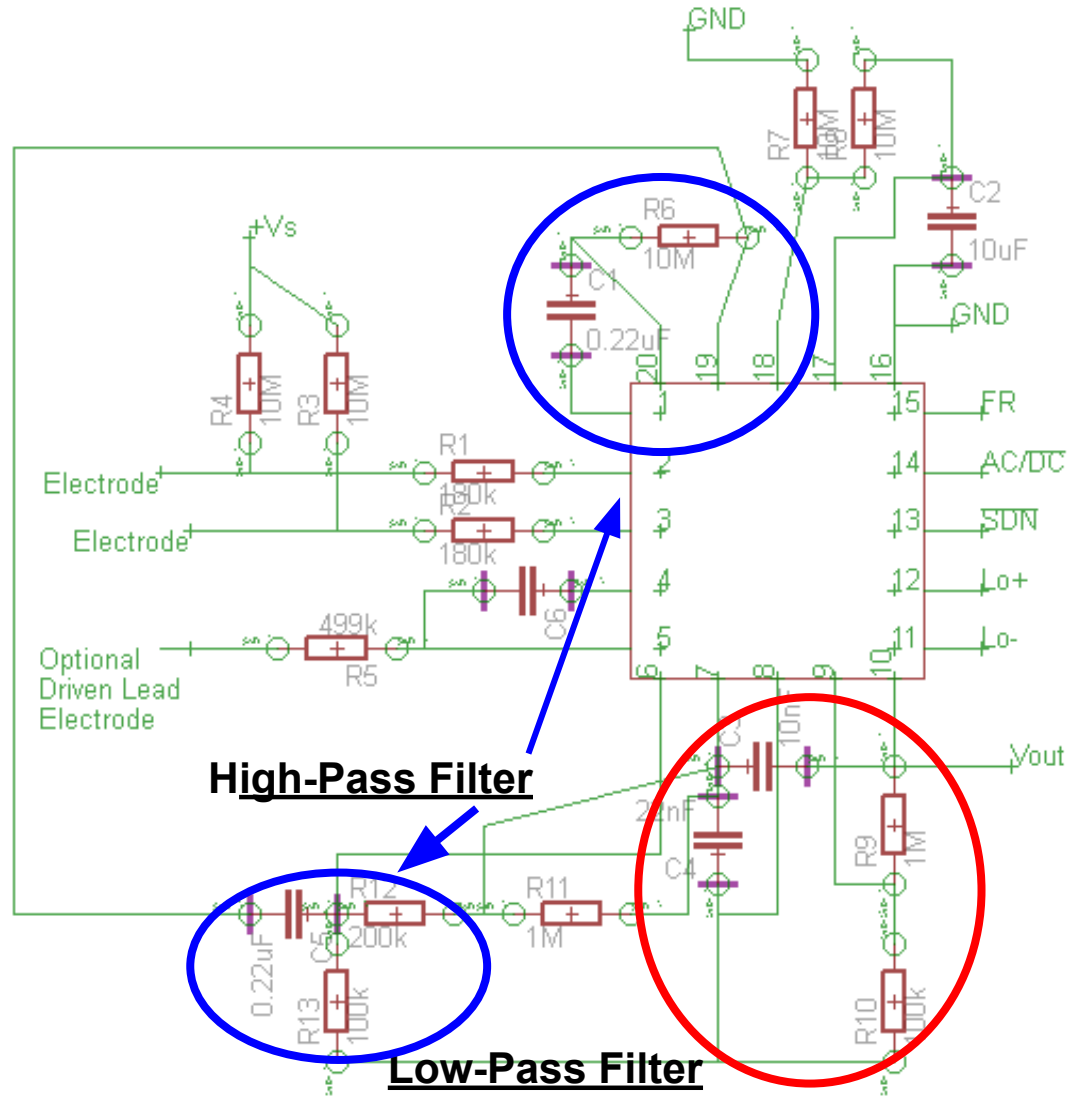 GND
R7
10M
R8
10M
C2
10uF
GND
+Vs
R6
10M
C1
0.22uF
R4
10M
R3
10M
20
19
18
17
16
1
2
3
4
5
15
14
13
12
11
6
7
8
9
10
FR
AC/DC
SDN
Lo+
Lo-
Electrode
R1
180k
Electrode
R2
180k
C6
499k
R5
Optional
Driven Lead
Electrode
High-Pass Filter
C3
Vout
22nF
C4
R9
1M
R12
200k
R11
1M
0.22uF
C5
R13
100k
R10
100k
Low-Pass Filter